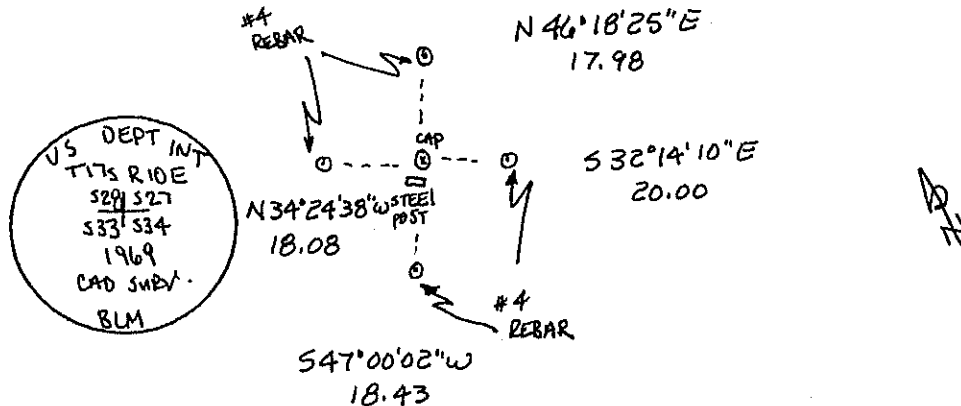 #4
REBAR
N 46°18'25"E
17.98
CAP
S 32°14'10"E
20.00
US DEPT INT
T17S R10E
S28 S27
S33 S34
1969
CAD SURV.
BLM
N34°24'38"W
18.08
STEEL
POST
#4
REBAR
S47°00'02"W
18.43